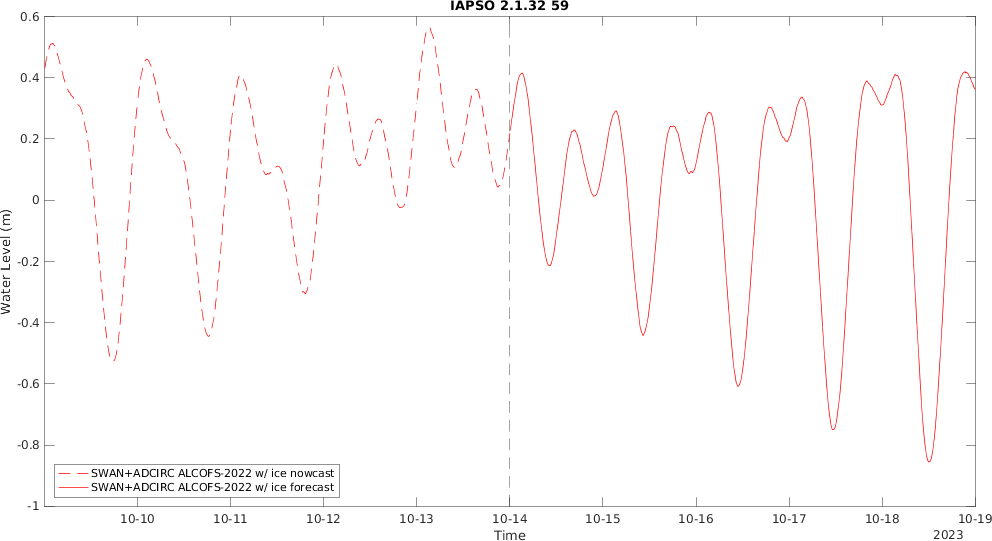 IAPSO 2.1.32 59
0.6
0.4
0.2
0
-0.2
-0.4
-0.6
-0.8
-1
Water Level (m)
SWAN+ADCIRC ALCOFS-2022 w/ ice nowcast
SWAN+ADCIRC ALCOFS-2022 w/ ice forecast
10-10 10-11 10-12 10-13 10-14 10-15 10-16 10-17 10-18 10-19
Time
2023